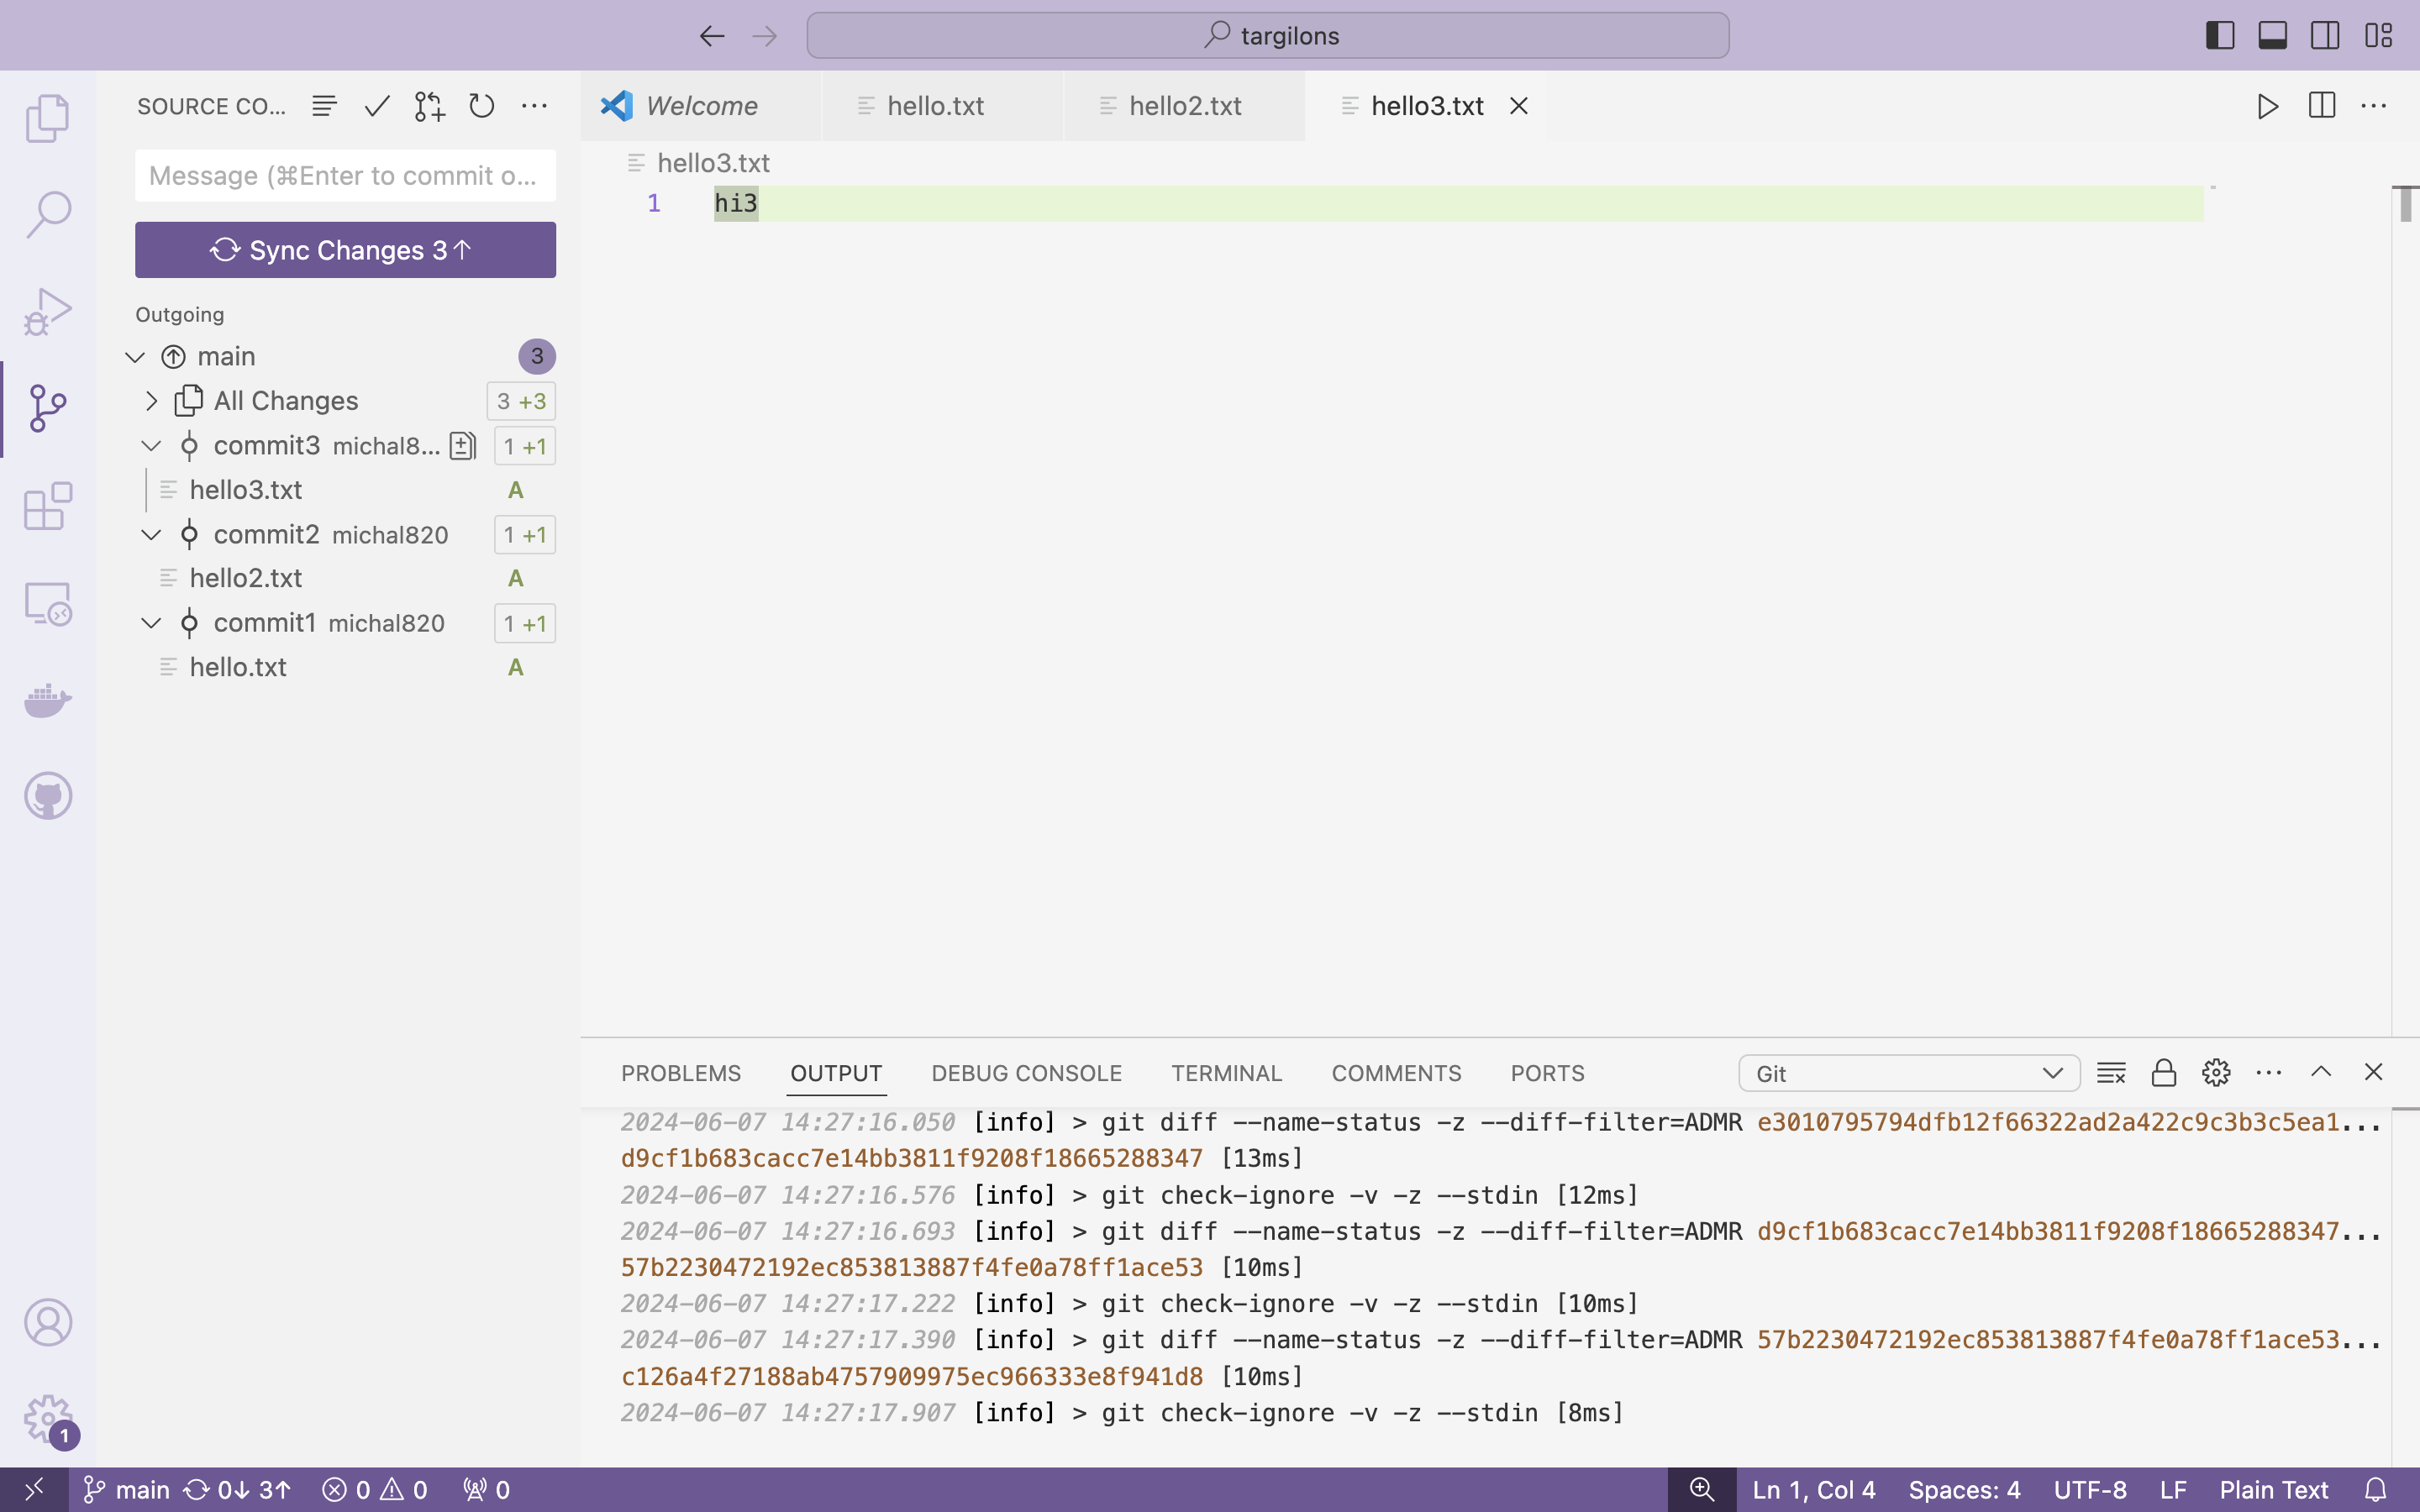 targilons
SOURCE CO...
Message (⌘Enter to commit o...
Sync Changes 3↑
Outgoing
main 3
All Changes 3 +3
commit3 michal8... 1 +1
hello3.txt A
commit2 michal820 1 +1
hello2.txt A
commit1 michal820 1 +1
hello.txt A
Welcome hello.txt hello2.txt hello3.txt
hello3.txt
1 hi3
PROBLEMS OUTPUT DEBUG CONSOLE TERMINAL COMMENTS PORTS Git
2024-06-07 14:27:16.050 [info] > git diff --name-status -z --diff-filter=ADMR e3010795794dfb12f66322ad2a422c9c3b3c5ea1...
d9cf1b683cacc7e14bb3811f9208f18665288347 [13ms]
2024-06-07 14:27:16.576 [info] > git check-ignore -v -z --stdin [12ms]
2024-06-07 14:27:16.693 [info] > git diff --name-status -z --diff-filter=ADMR d9cf1b683cacc7e14bb3811f9208f18665288347...
57b2230472192ec853813887f4fe0a78ff1ace53 [10ms]
2024-06-07 14:27:17.222 [info] > git check-ignore -v -z --stdin [10ms]
2024-06-07 14:27:17.390 [info] > git diff --name-status -z --diff-filter=ADMR 57b2230472192ec853813887f4fe0a78ff1ace53...
c126a4f27188ab4757909975ec966333e8f941d8 [10ms]
2024-06-07 14:27:17.907 [info] > git check-ignore -v -z --stdin [8ms]
1
main 0↓ 3↑ 0 0 0 Ln 1, Col 4 Spaces: 4 UTF-8 LF Plain Text